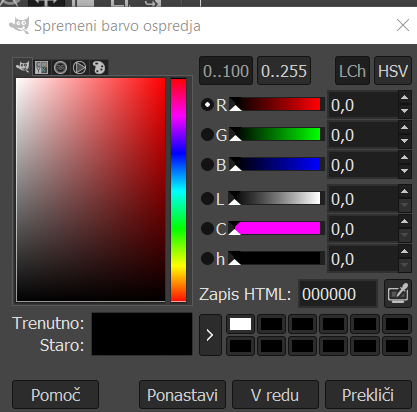 Spremeni barvo ospredja
0..100 0..255 LCh HSV
R 0,0
G 0,0
B 0,0
L 0,0
C 0,0
h 0,0
Zapis HTML: 000000
Trenutno:
Staro:
Pomoč Ponastavi V redu Prekliči